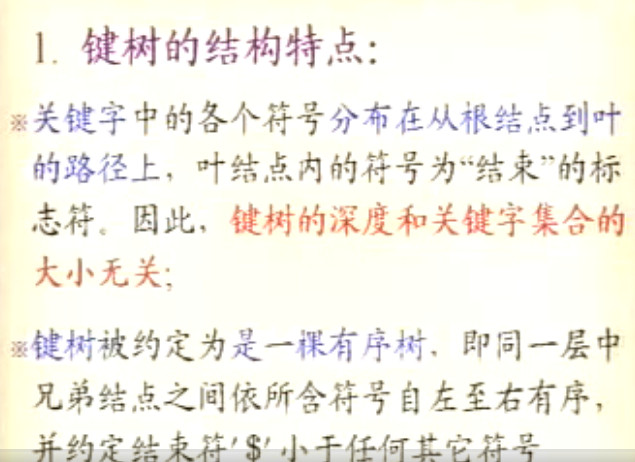 1. 键树的结构特点:
※关键字中的各个符号分布在从根结点到叶
的路径上，叶结点内的符号为“结束”的标
志符。因此，键树的深度和关键字集合的
大小无关;
※键树被约定为是一棵有序树，即同一层中
兄弟结点之间依所含符号自左至右有序，
并约定结束符'$'小于任何其它符号